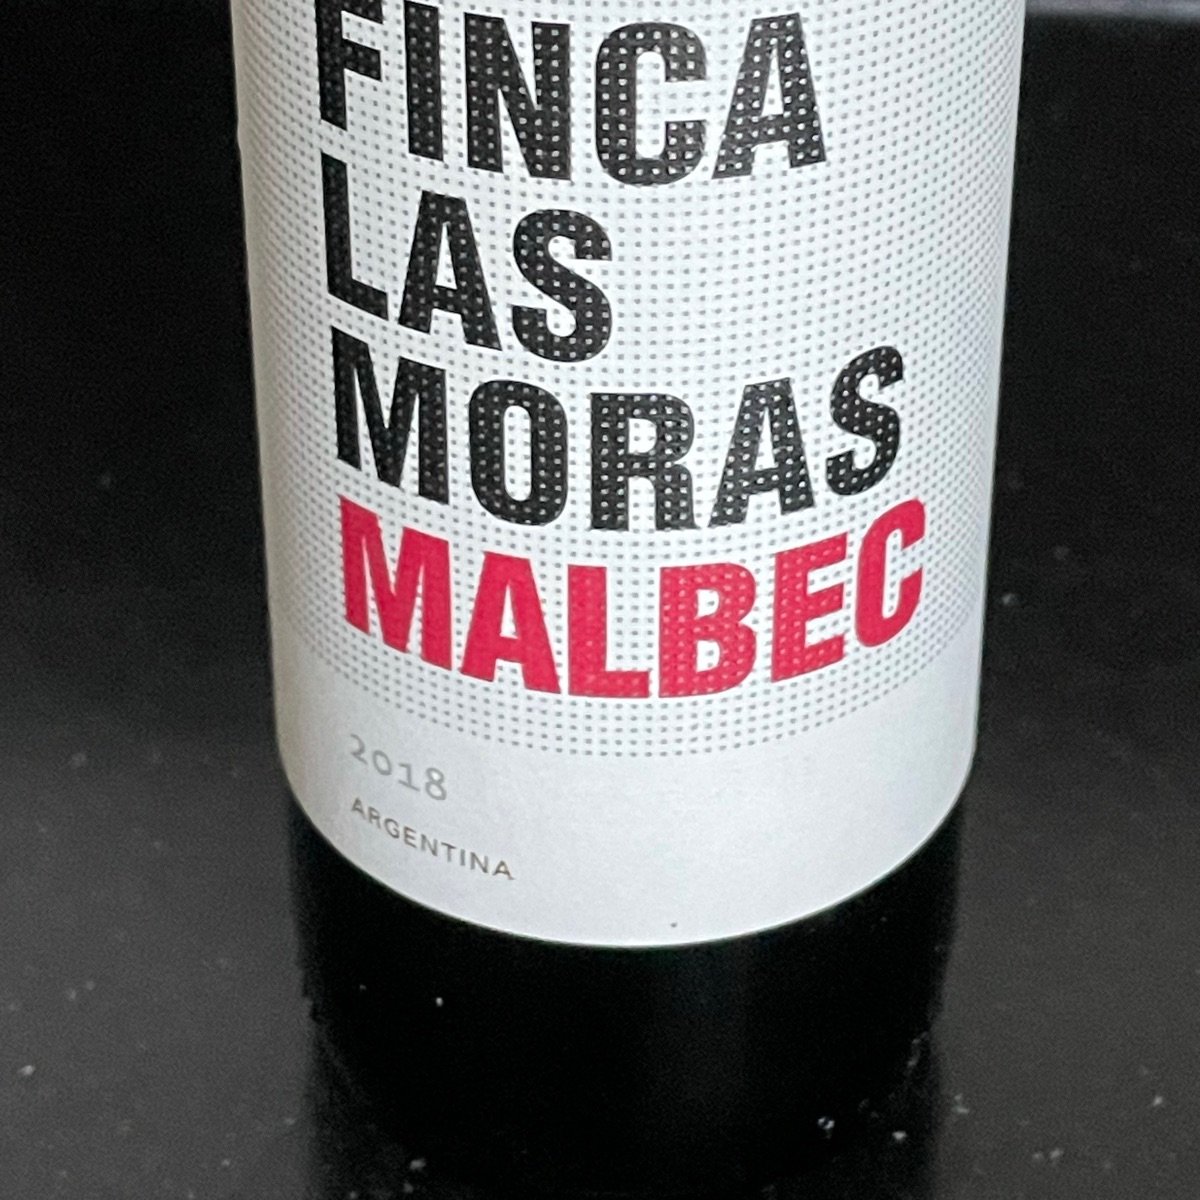 FINCA
LAS
MORAS
MALBEC
2018
ARGENTINA